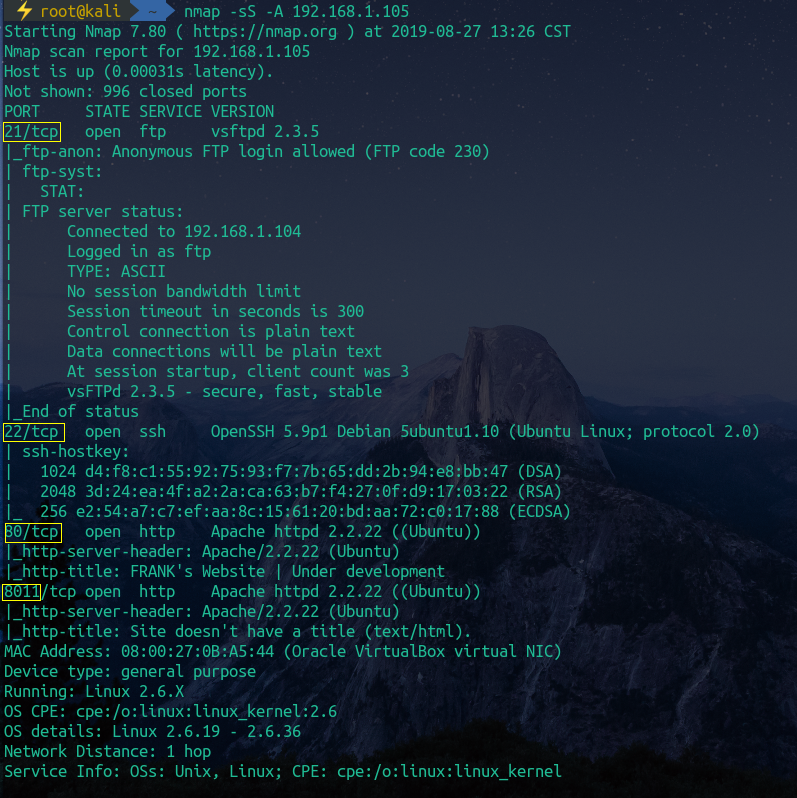 ⚡ root@kali ~ nmap -sS -A 192.168.1.105
Starting Nmap 7.80 ( https://nmap.org ) at 2019-08-27 13:26 CST
Nmap scan report for 192.168.1.105
Host is up (0.00031s latency).
Not shown: 996 closed ports
PORT     STATE SERVICE VERSION
21/tcp   open  ftp     vsftpd 2.3.5
|_ftp-anon: Anonymous FTP login allowed (FTP code 230)
| ftp-syst:
|   STAT:
| FTP server status:
|      Connected to 192.168.1.104
|      Logged in as ftp
|      TYPE: ASCII
|      No session bandwidth limit
|      Session timeout in seconds is 300
|      Control connection is plain text
|      Data connections will be plain text
|      At session startup, client count was 3
|      vsFTPd 2.3.5 - secure, fast, stable
|_End of status
22/tcp   open  ssh     OpenSSH 5.9p1 Debian 5ubuntu1.10 (Ubuntu Linux; protocol 2.0)
| ssh-hostkey:
|   1024 d4:f8:c1:55:92:75:93:f7:7b:65:dd:2b:94:e8:bb:47 (DSA)
|   2048 3d:24:ea:4f:a2:2a:ca:63:b7:f4:27:0f:d9:17:03:22 (RSA)
|_  256 e2:54:a7:c7:ef:aa:8c:15:61:20:bd:aa:72:c0:17:88 (ECDSA)
80/tcp   open  http    Apache httpd 2.2.22 ((Ubuntu))
|_http-server-header: Apache/2.2.22 (Ubuntu)
|_http-title: FRANK's Website | Under development
8011/tcp open  http    Apache httpd 2.2.22 ((Ubuntu))
|_http-server-header: Apache/2.2.22 (Ubuntu)
|_http-title: Site doesn't have a title (text/html).
MAC Address: 08:00:27:0B:A5:44 (Oracle VirtualBox virtual NIC)
Device type: general purpose
Running: Linux 2.6.X
OS CPE: cpe:/o:linux:linux_kernel:2.6
OS details: Linux 2.6.19 - 2.6.36
Network Distance: 1 hop
Service Info: OSs: Unix, Linux; CPE: cpe:/o:linux:linux_kernel